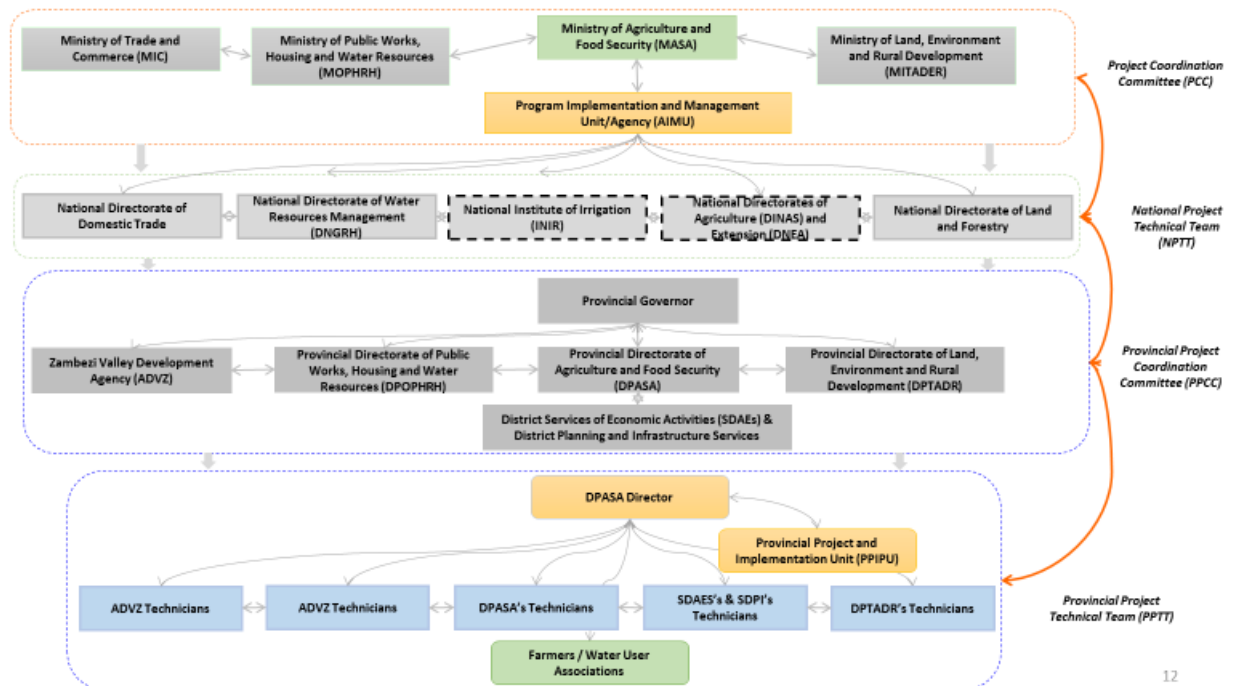 Ministry of Trade and
Commerce (MIC)
Ministry of Public Works,
Housing and Water Resources
(MOPHRH)
Ministry of Agriculture and
Food Security (MASA)
Ministry of Land, Environment
and Rural Development
(MITADER)
Project Coordination
Committee (PCC)
Program Implementation and Management
Unit/Agency (AIMU)
National Directorate of
Domestic Trade
National Directorate of Water
Resources Management
(DNGRH)
National Institute of Irrigation
(INIR)
National Directorates of
Agriculture (DINAS) and
Extension (DNEA)
National Directorate of Land
and Forestry
National Project
Technical Team
(NPTT)
Provincial Governor
Zambezi Valley Development
Agency (ADVZ)
Provincial Directorate of Public
Works, Housing and Water
Resources (DPOPHRH)
Provincial Directorate of
Agriculture and Food Security
(DPASA)
Provincial Directorate of Land,
Environment and Rural
Development (DPTADR)
Provincial Project
Coordination
Committee (PPCC)
District Services of Economic Activities (SDAEs) &
District Planning and Infrastructure Services
DPASA Director
Provincial Project and
Implementation Unit (PPIPU)
ADVZ Technicians
ADVZ Technicians
DPASA's Technicians
SDAES's & SDPI's
Technicians
DPTADR's Technicians
Provincial Project
Technical Team (PPTT)
Farmers / Water User
Associations
12